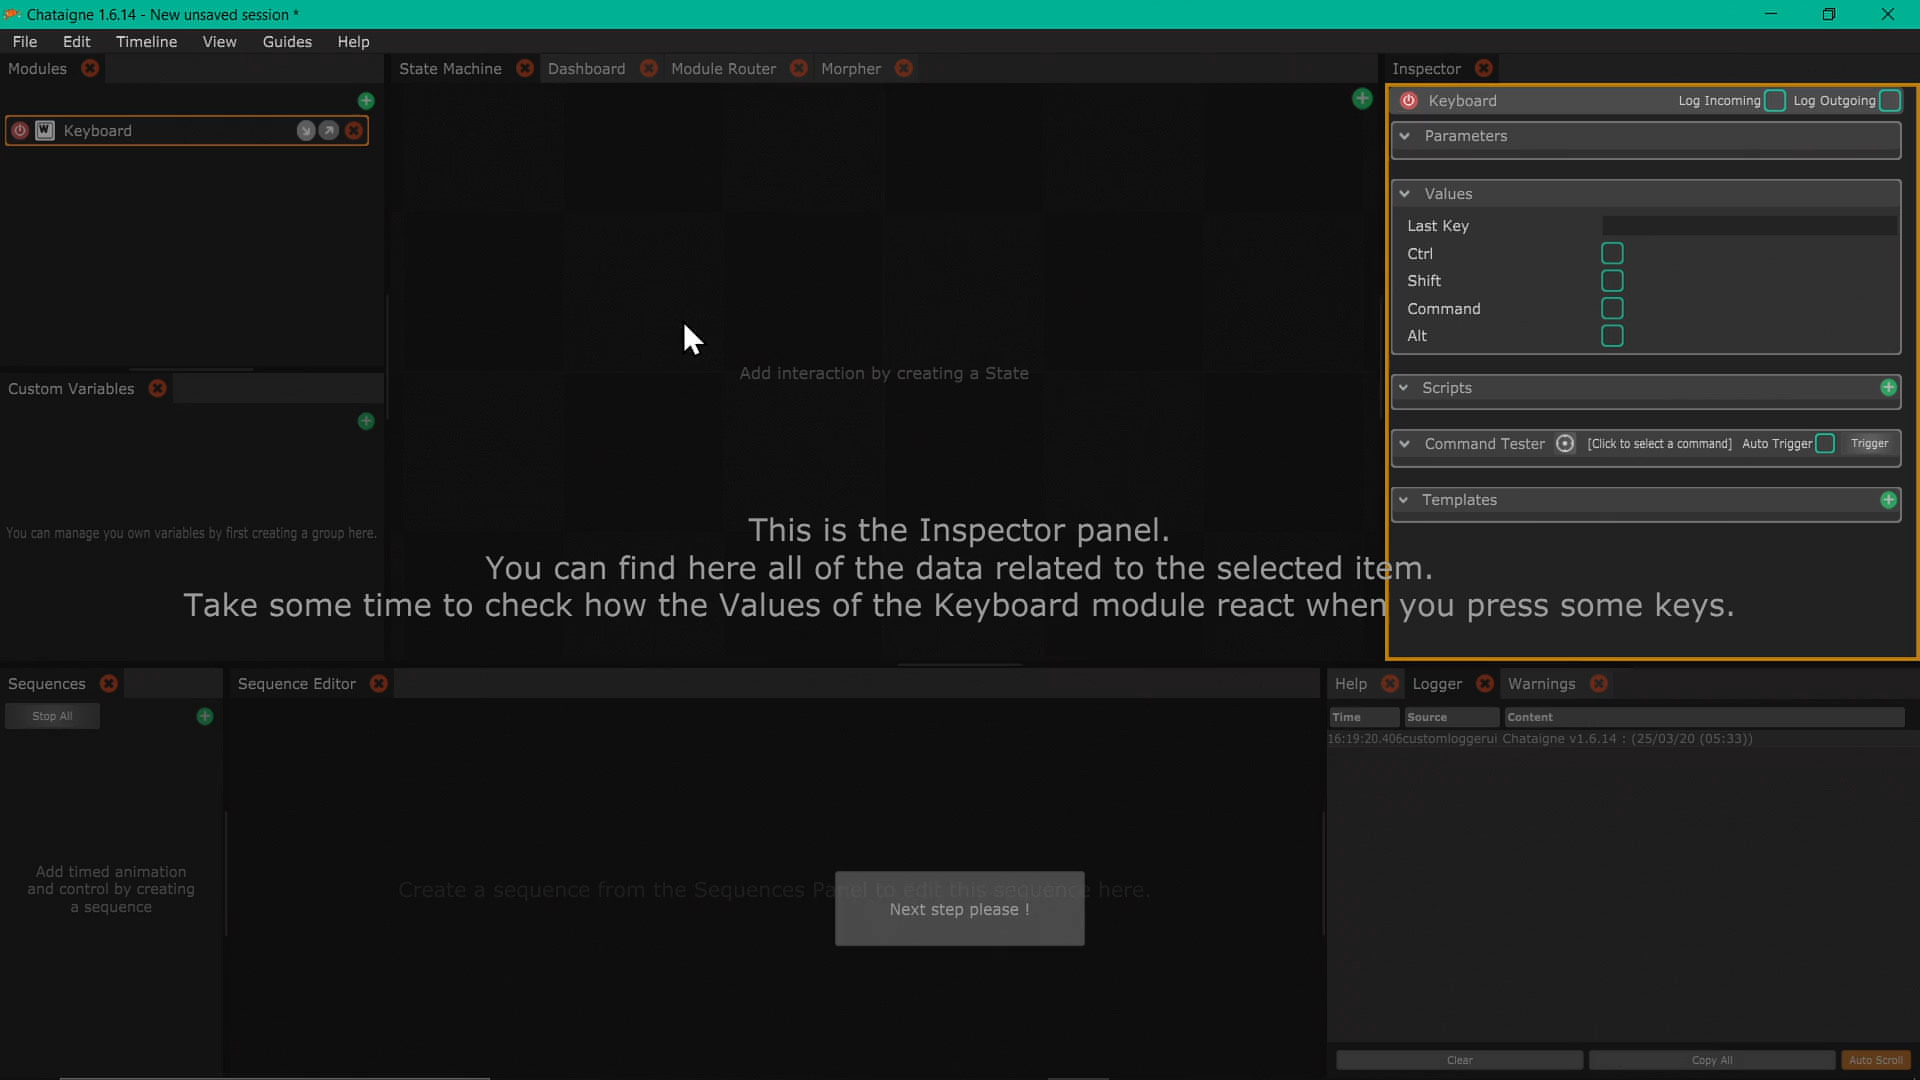 Chataigne 1.6.14 - New unsaved session *
File Edit Timeline View Guides Help
Modules
State Machine Dashboard Module Router Morpher
Inspector
Keyboard
Log Incoming Log Outgoing
W Keyboard
Parameters
Values
Last Key
Ctrl
Shift
Command
Alt
Add interaction by creating a State
Custom Variables
Scripts
Command Tester [Click to select a command] Auto Trigger Trigger
Templates
You can manage you own variables by first creating a group here.
This is the Inspector panel.
You can find here all of the data related to the selected item.
Take some time to check how the Values of the Keyboard module react when you press some keys.
Sequences
Sequence Editor
Help Logger Warnings
Stop All
Time Source Content
16:19:20.406customloggerui Chataigne v1.6.14 : (25/03/20 (05:33))
Add timed animation
and control by creating
a sequence
Create a sequence from the Sequences Panel to edit this sequence here.
Next step please !
Clear Copy All Auto Scroll